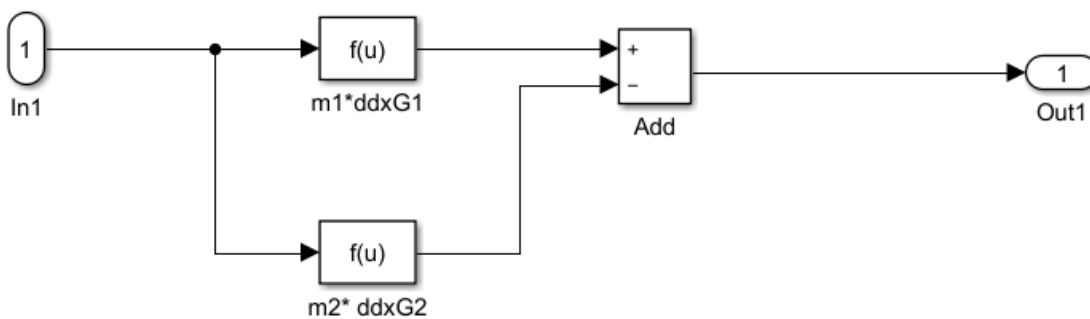 1
In1
f(u)
m1*ddxG1
+
−
Add
1
Out1
f(u)
m2* ddxG2